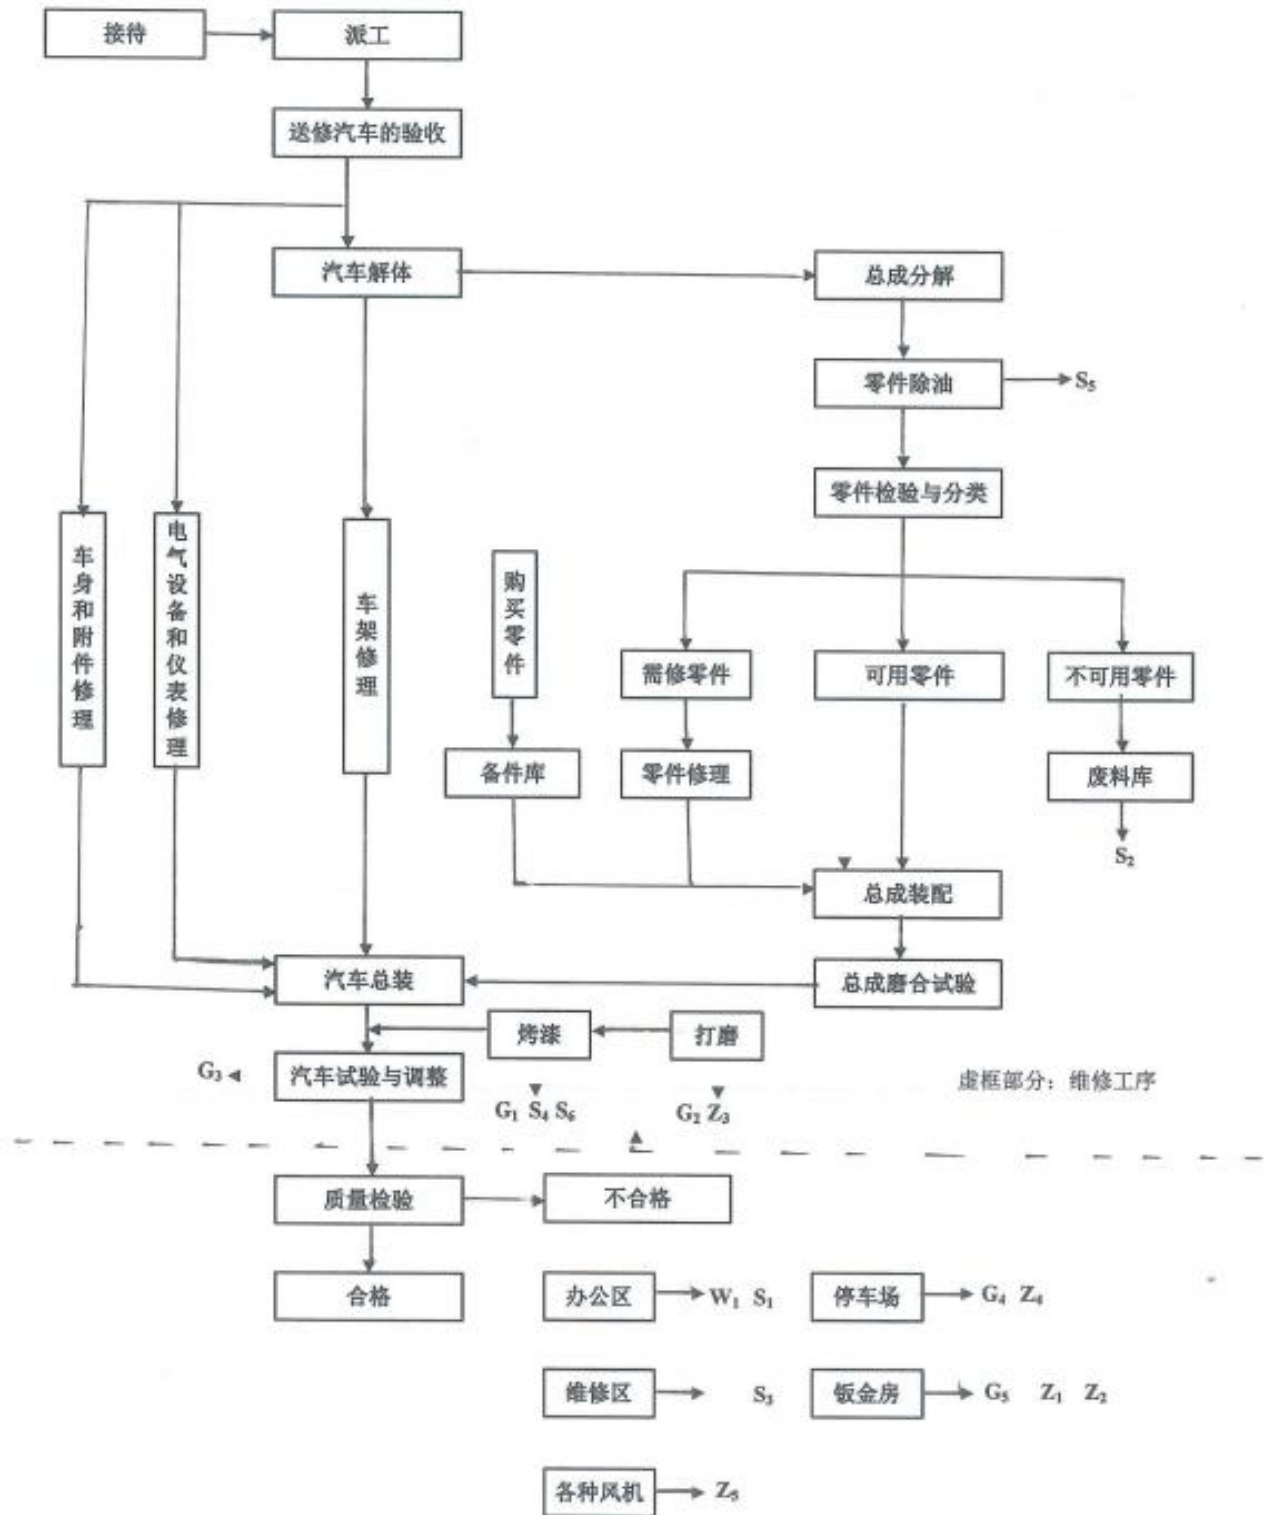 接待
派工
送修汽车的验收
汽车解体
总成分解
零件除油
S₅
零件检验与分类
车身和附件修理
电气设备和仪表修理
车架修理
购买零件
需修零件
可用零件
不可用零件
备件库
零件修理
废料库
S₂
总成装配
汽车总装
总成磨合试验
烤漆
打磨
G₃
汽车试验与调整
G₁ S₄ S₆
G₂ Z₃
虚框部分：维修工序
质量检验
不合格
合格
办公区
W₁ S₁
停车场
G₄ Z₄
维修区
S₃
钣金房
G₅ Z₁ Z₂
各种风机
Z₅